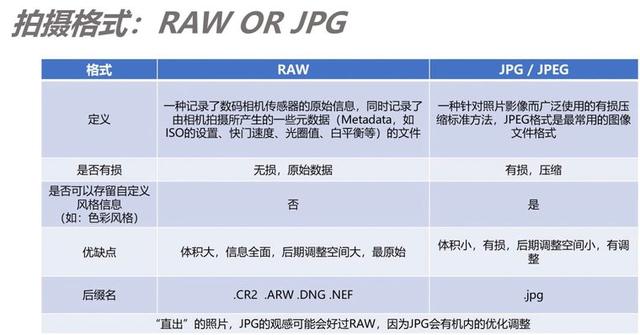 拍摄格式：RAW OR JPG
格式 RAW JPG / JPEG
定义
一种记录了数码相机传感器的原始信息，同时记录了
由相机拍摄所产生的一些元数据（Metadata，如
ISO的设置、快门速度、光圈值、白平衡等）的文件
一种针对照片影像而广泛使用的有损压
缩标准方法，JPEG格式是最常用的图像
文件格式
是否有损 无损，原始数据 有损，压缩
是否可以存留自定义
风格信息
（如：色彩风格）
否 是
优缺点 体积大，信息全面，后期调整空间大，最原始
体积小，有损，后期调整空间小，有
调整
后缀名 .CR2 .ARW .DNG .NEF .jpg
“直出”的照片，JPG的观感可能会好过RAW，因为JPG会有机内的优化调整